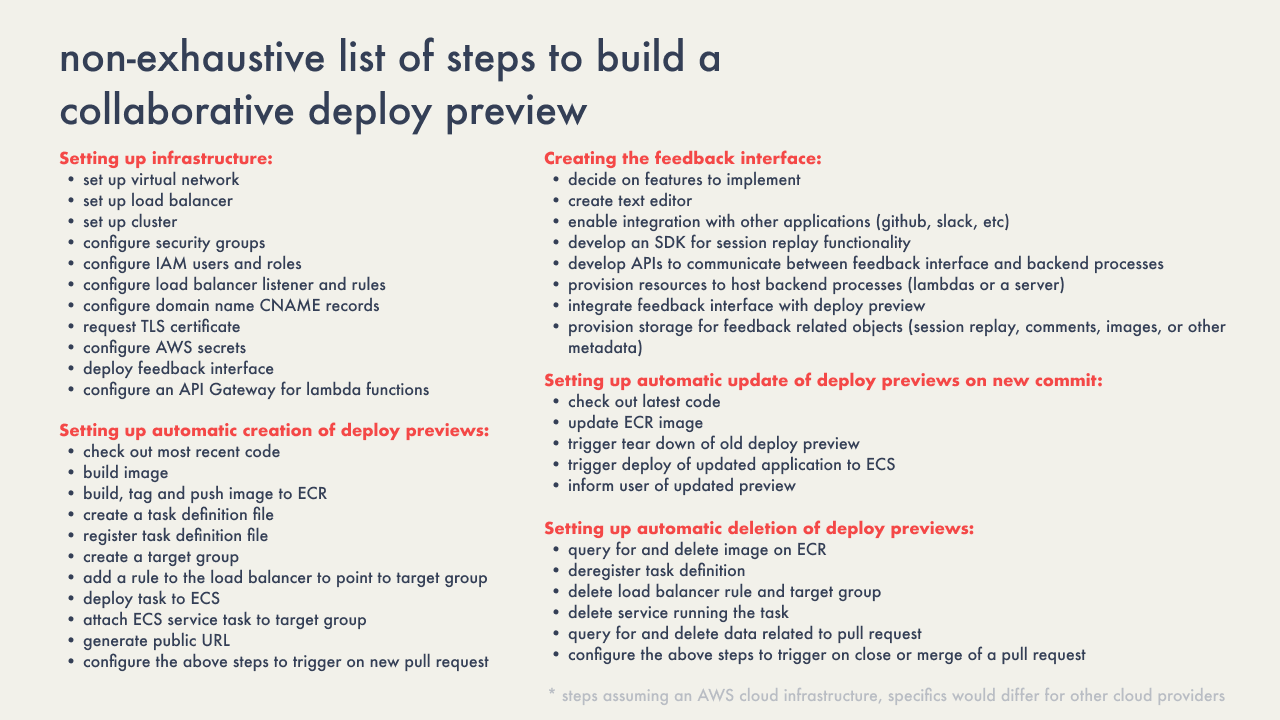 non-exhaustive list of steps to build a
collaborative deploy preview
Setting up infrastructure:
• set up virtual network
• set up load balancer
• set up cluster
• configure security groups
• configure IAM users and roles
• configure load balancer listener and rules
• configure domain name CNAME records
• request TLS certificate
• configure AWS secrets
• deploy feedback interface
• configure an API Gateway for lambda functions
Setting up automatic creation of deploy previews:
• check out most recent code
• build image
• build, tag and push image to ECR
• create a task definition file
• register task definition file
• create a target group
• add a rule to the load balancer to point to target group
• deploy task to ECS
• attach ECS service task to target group
• generate public URL
• configure the above steps to trigger on new pull request
Creating the feedback interface:
• decide on features to implement
• create text editor
• enable integration with other applications (github, slack, etc)
• develop an SDK for session replay functionality
• develop APIs to communicate between feedback interface and backend processes
• provision resources to host backend processes (lambdas or a server)
• integrate feedback interface with deploy preview
• provision storage for feedback related objects (session replay, comments, images, or other
metadata)
Setting up automatic update of deploy previews on new commit:
• check out latest code
• update ECR image
• trigger tear down of old deploy preview
• trigger deploy of updated application to ECS
• inform user of updated preview
Setting up automatic deletion of deploy previews:
• query for and delete image on ECR
• deregister task definition
• delete load balancer rule and target group
• delete service running the task
• query for and delete data related to pull request
• configure the above steps to trigger on close or merge of a pull request
* steps assuming an AWS cloud infrastructure, specifics would differ for other cloud providers